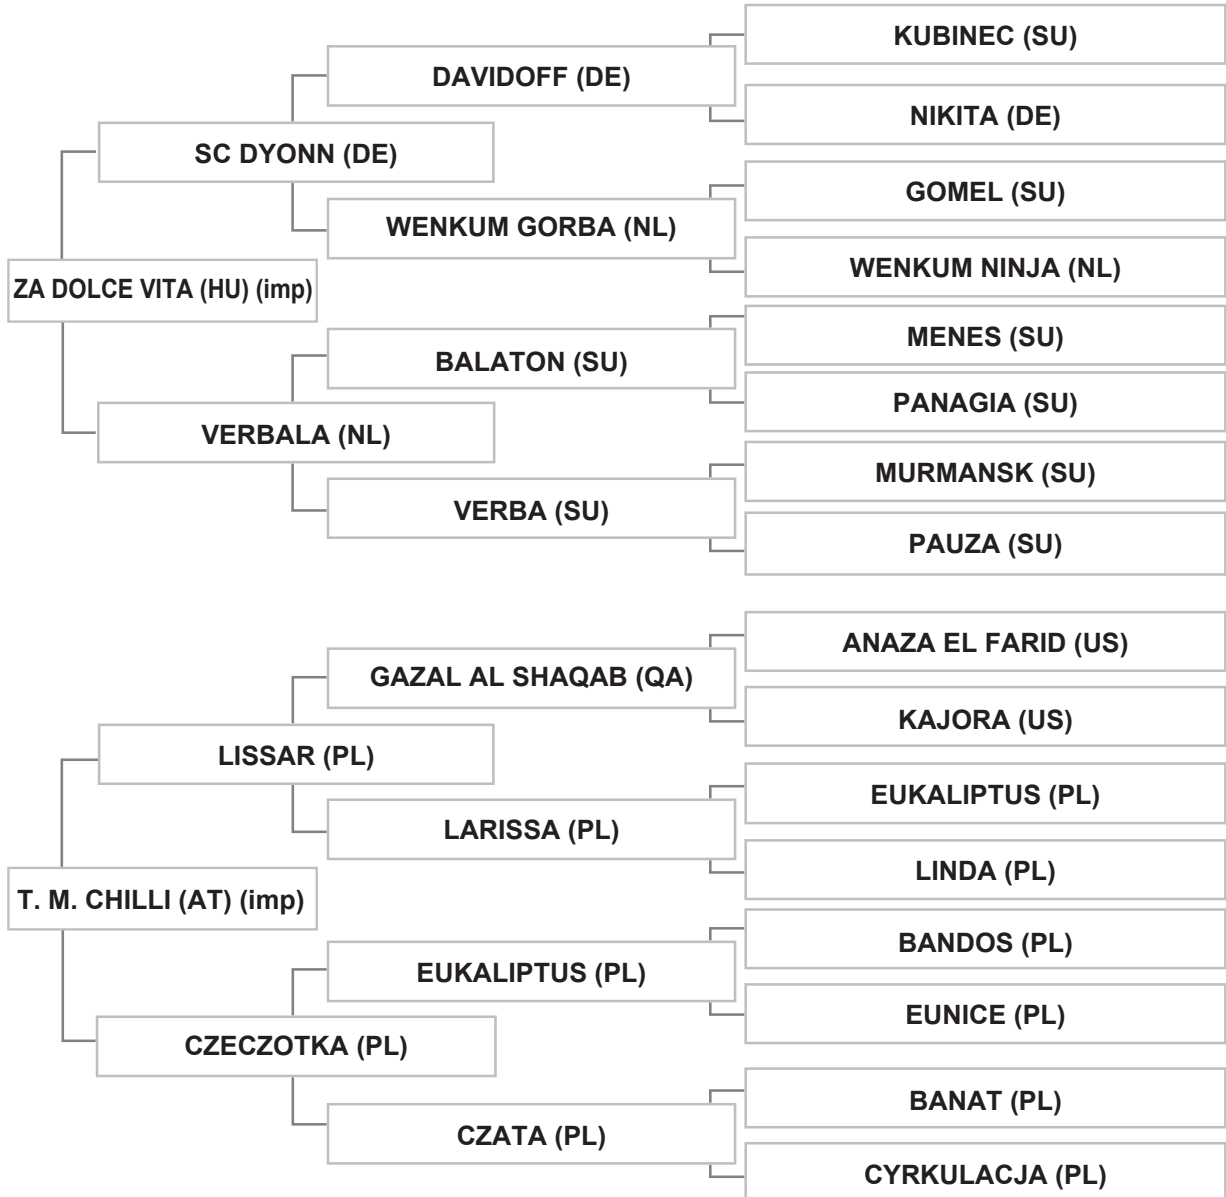 KUBINEC (SU)
DAVIDOFF (DE)
NIKITA (DE)
SC DYONN (DE)
GOMEL (SU)
WENKUM GORBA (NL)
WENKUM NINJA (NL)
ZA DOLCE VITA (HU) (imp)
MENES (SU)
BALATON (SU)
PANAGIA (SU)
VERBALA (NL)
MURMANSK (SU)
VERBA (SU)
PAUZA (SU)
ANAZA EL FARID (US)
GAZAL AL SHAQAB (QA)
KAJORA (US)
LISSAR (PL)
EUKALIPTUS (PL)
LARISSA (PL)
LINDA (PL)
T. M. CHILLI (AT) (imp)
BANDOS (PL)
EUKALIPTUS (PL)
EUNICE (PL)
CZECZOTKA (PL)
BANAT (PL)
CZATA (PL)
CYRKULACJA (PL)